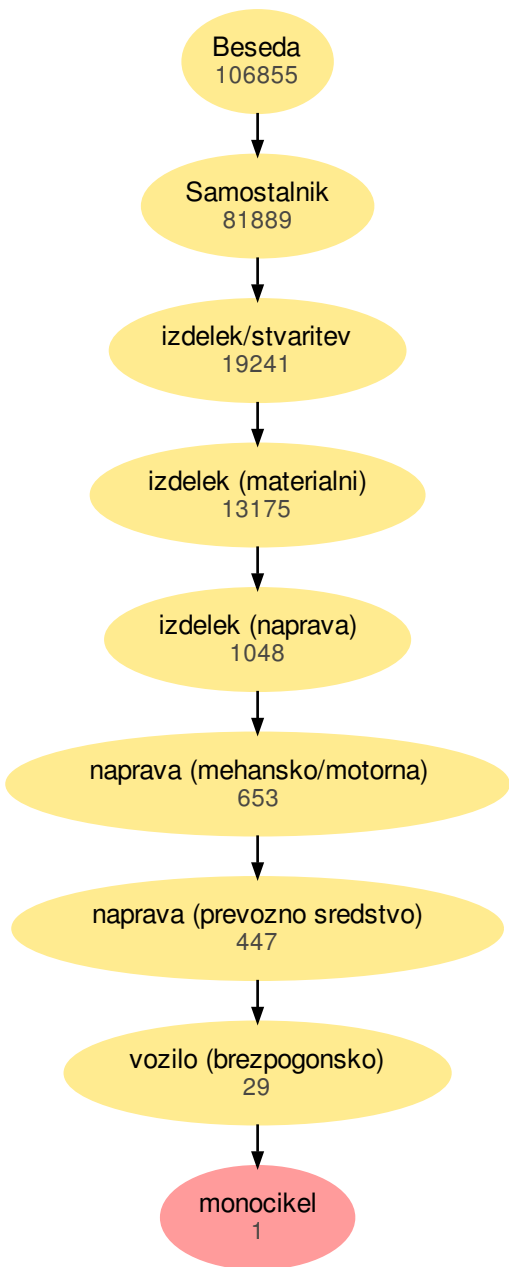 Beseda
106855
Samostalnik
81889
izdelek/stvaritev
19241
izdelek (materialni)
13175
izdelek (naprava)
1048
naprava (mehansko/motorna)
653
naprava (prevozno sredstvo)
447
vozilo (brezpogonsko)
29
monocikel
1